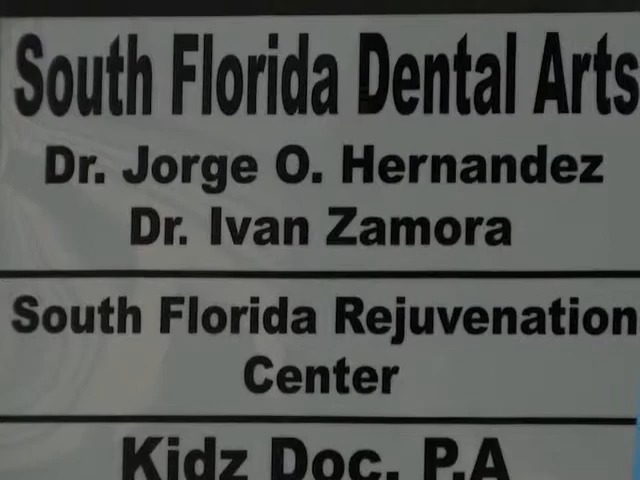 South Florida Dental Arts
Dr. Jorge O. Hernandez
Dr. Ivan Zamora
South Florida Rejuvenation
Center
Kidz Doc. P.A